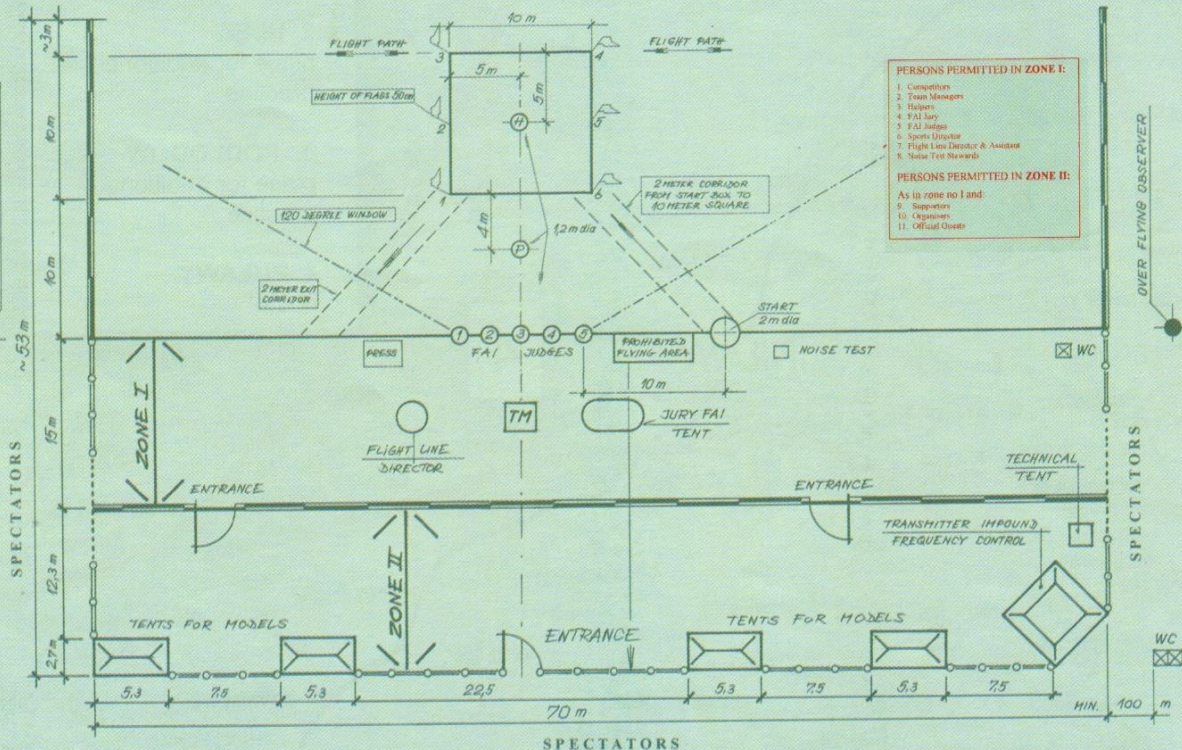 10 m
~3m
FLIGHT PATH
FLIGHT PATH
3
4
5 m
5 m
HEIGHT OF FLAGS 50cm
H
2
5
10 m
6
PERSONS PERMITTED IN ZONE I:
1. Competitors
2. Team Managers
3. Helpers
4. FAI Jury
5. FAI Judges
6. Sports Director
7. Flight Line Director & Assistant
8. Noise Test Stewards
PERSONS PERMITTED IN ZONE II:
As in zone no I and:
9. Supporters
10. Organisers
11. Official Guests
OVER FLYING OBSERVER
2 METER CORRIDOR
FROM START BOX TO
10 METER SQUARE
120 DEGREE WINDOW
4 m
1,2 m dia
P
10 m
2 METER EXIT
CORRIDOR
START
2m dia
1 2 3 4 5
PRESS
FAI JUDGES
PROHIBITED
FLYING AREA
NOISE TEST
WC
~53 m
10 m
ZONE I
15 m
TM
JURY FAI
TENT
FLIGHT LINE
DIRECTOR
TECHNICAL
TENT
SPECTATORS
SPECTATORS
ENTRANCE
ENTRANCE
TRANSMITTER IMPOUND
FREQUENCY CONTROL
12,3 m
ZONE II
TENTS FOR MODELS
ENTRANCE
TENTS FOR MODELS
2,7 m
WC
5,3 7,5 5,3 22,5 5,3 7,5 5,3 7,5
70 m
MIN. 100 m
SPECTATORS